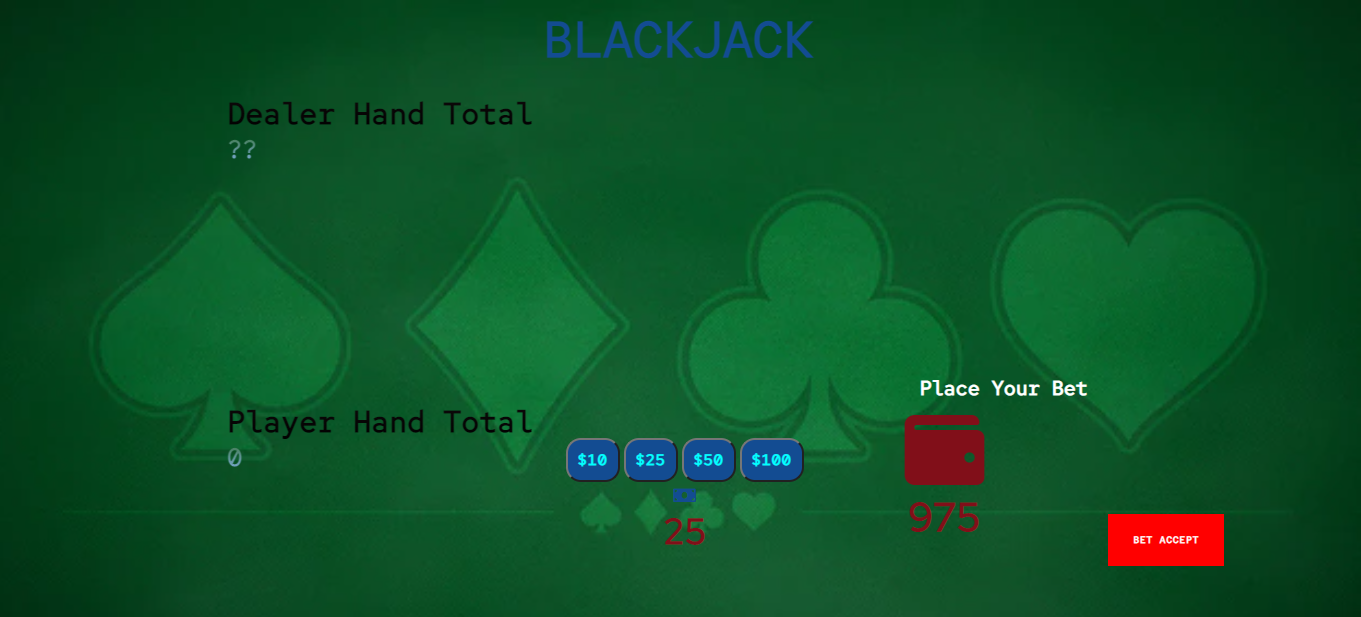 BLACKJACK
Dealer Hand Total
??
Place Your Bet
Player Hand Total
0
$10 $25 $50 $100
975
25
BET ACCEPT